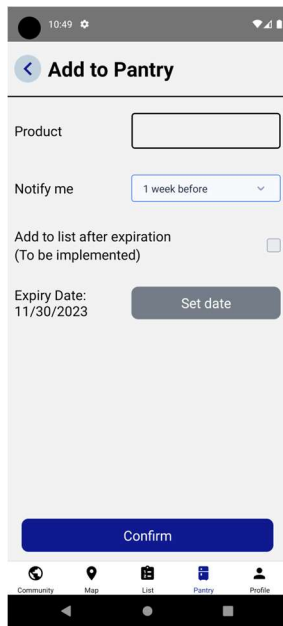 10:49
Add to Pantry
Product
Notify me
1 week before
Add to list after expiration
(To be implemented)
Expiry Date:
11/30/2023
Set date
Confirm
Community
Map
List
Pantry
Profile